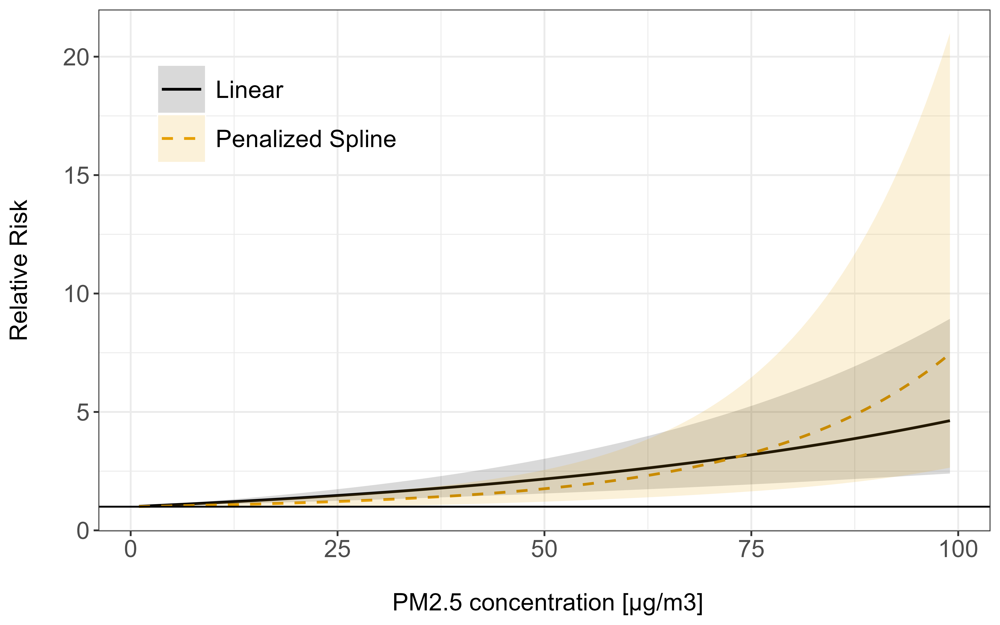 20
15
10
5
0
Relative Risk
Linear
Penalized Spline
0 25 50 75 100
PM2.5 concentration [μg/m3]